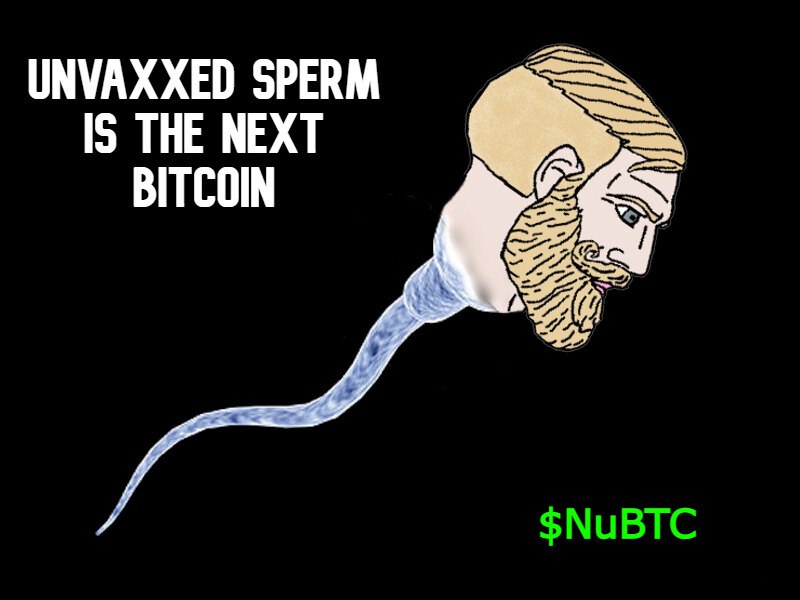 UNVAXXED SPERM
IS THE NEXT
BITCOIN
$NuBTC